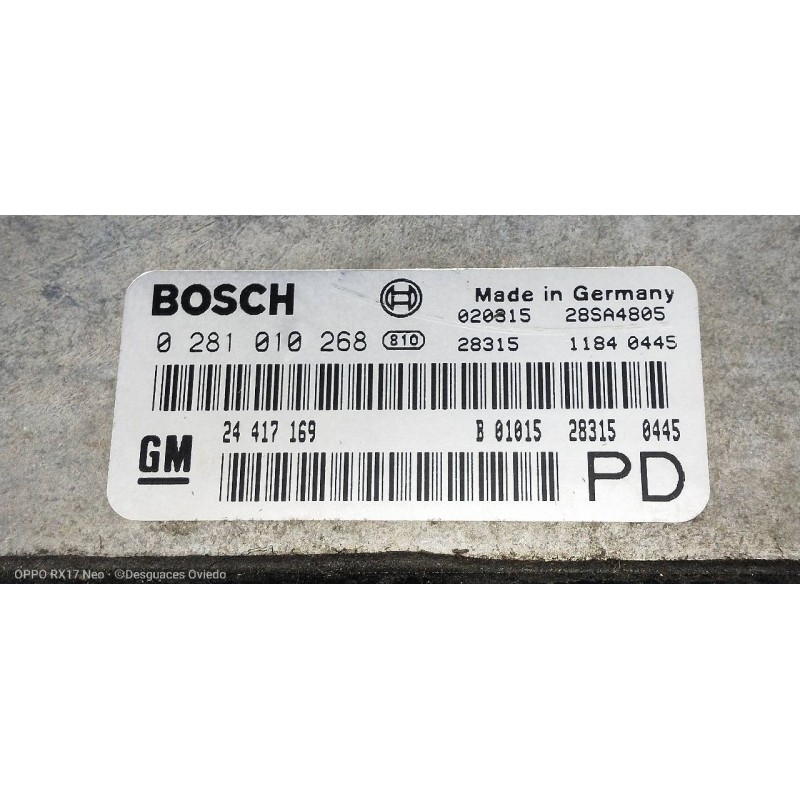 BOSCH Made in Germany
020315 28SA4805
0 281 010 268 810 28315 1184 0445
24 417 169 B 01015 28315 0445
GM PD
OPPO RX17 Neo · ©Desguaces Oviedo